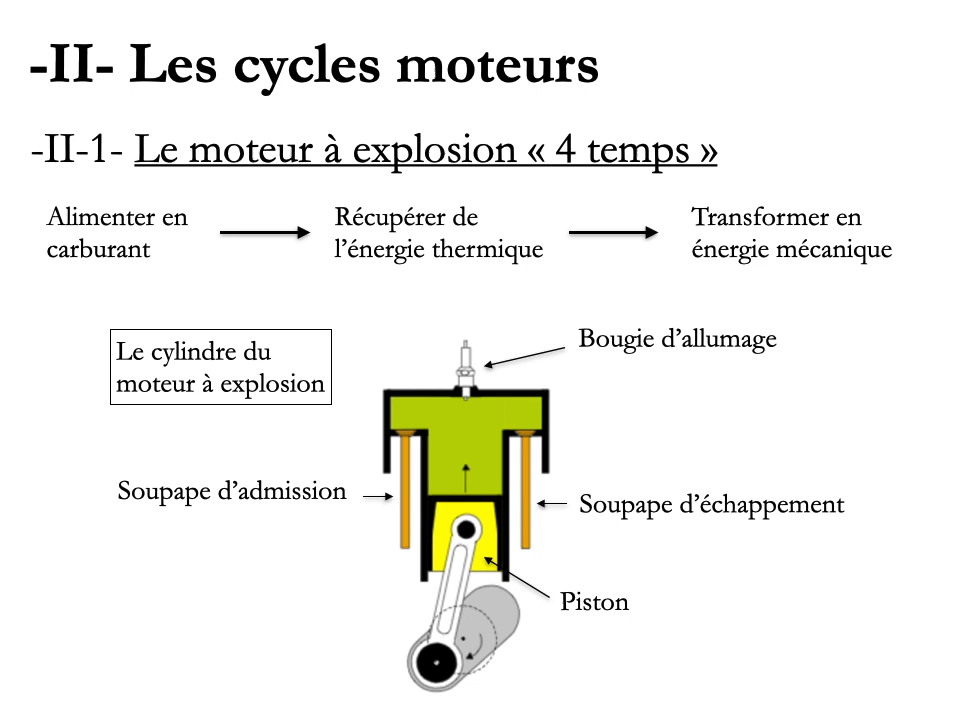 -II- Les cycles moteurs
-II-1- Le moteur à explosion « 4 temps »
Alimenter en
carburant
Récupérer de
l’énergie thermique
Transformer en
énergie mécanique
Le cylindre du
moteur à explosion
Bougie d’allumage
Soupape d’admission
Soupape d’échappement
Piston